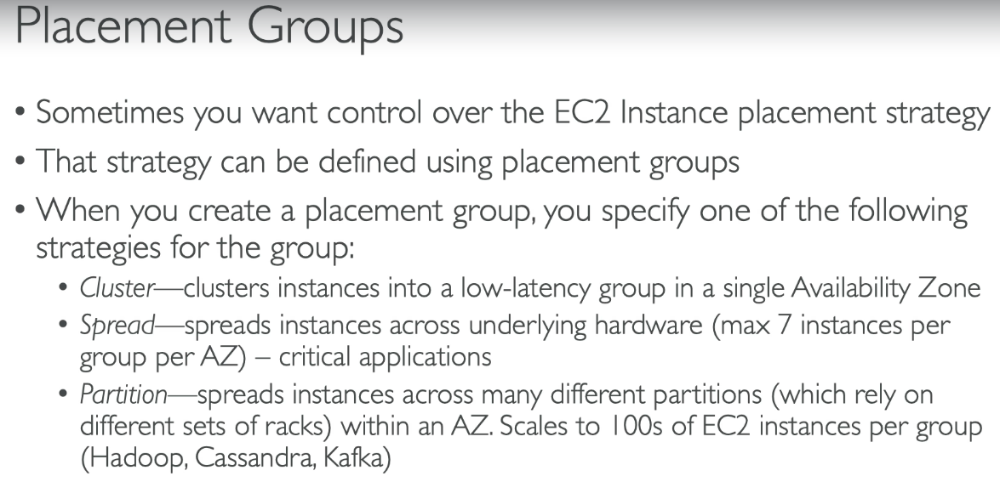 Placement Groups
• Sometimes you want control over the EC2 Instance placement strategy
• That strategy can be defined using placement groups
• When you create a placement group, you specify one of the following
strategies for the group:
• Cluster—clusters instances into a low-latency group in a single Availability Zone
• Spread—spreads instances across underlying hardware (max 7 instances per
group per AZ) – critical applications
• Partition—spreads instances across many different partitions (which rely on
different sets of racks) within an AZ. Scales to 100s of EC2 instances per group
(Hadoop, Cassandra, Kafka)